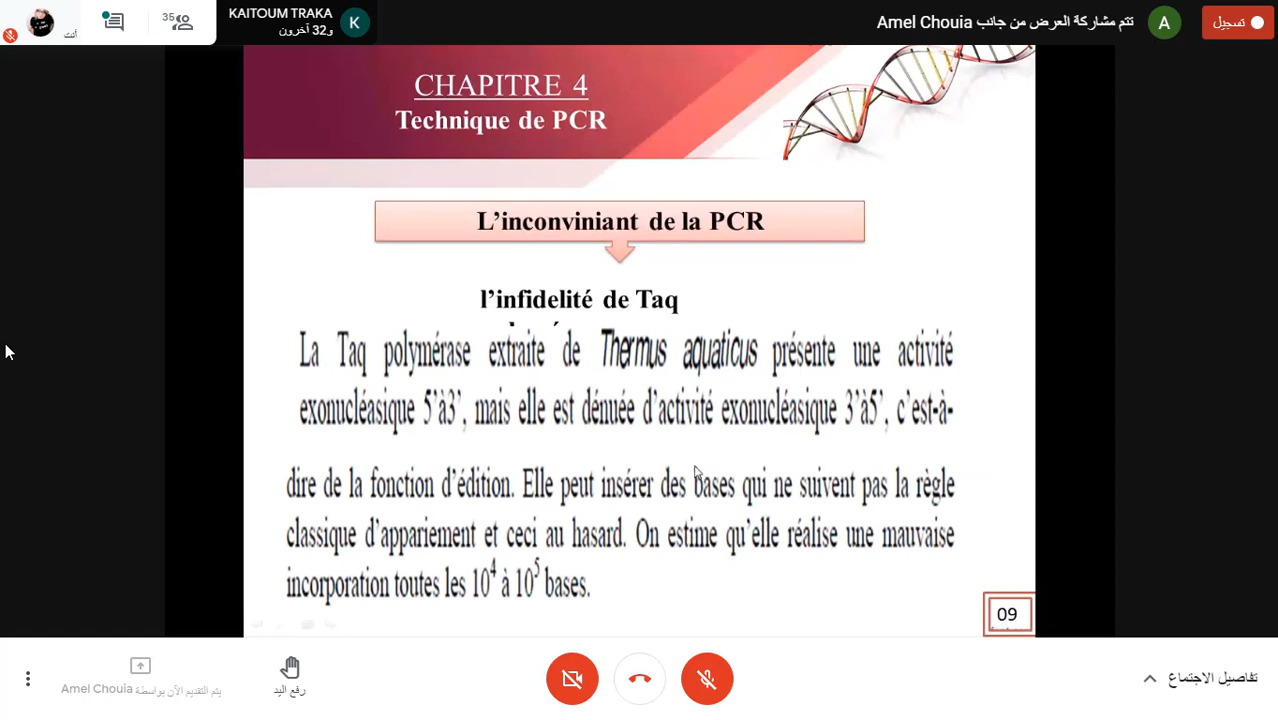 35
أنت
KAITOUM TRAKA
و32 آخرون
K
تتم مشاركة العرض من جانب Amel Chouia
A
تسجيل
CHAPITRE 4
Technique de PCR
L’inconviniant de la PCR
l’infidelité de Taq
La Taq polymérase extraite de Thermus aquaticus présente une activité
exonucléasique 5’à3’, mais elle est dénuée d’activité exonucléasique 3’à5’, c’est-à-
dire de la fonction d’édition. Elle peut insérer des bases qui ne suivent pas la règle
classique d’appariement et ceci au hasard. On estime qu’elle réalise une mauvaise
incorporation toutes les 10⁴ à 10⁵ bases.
09
يتم التقديم الآن بواسطة Amel Chouia
رفع اليد
تفاصيل الاجتماع